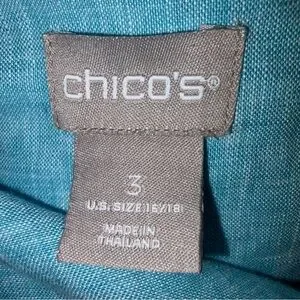 chico's®
3
U.S. SIZE 16/18
MADE IN
THAILAND